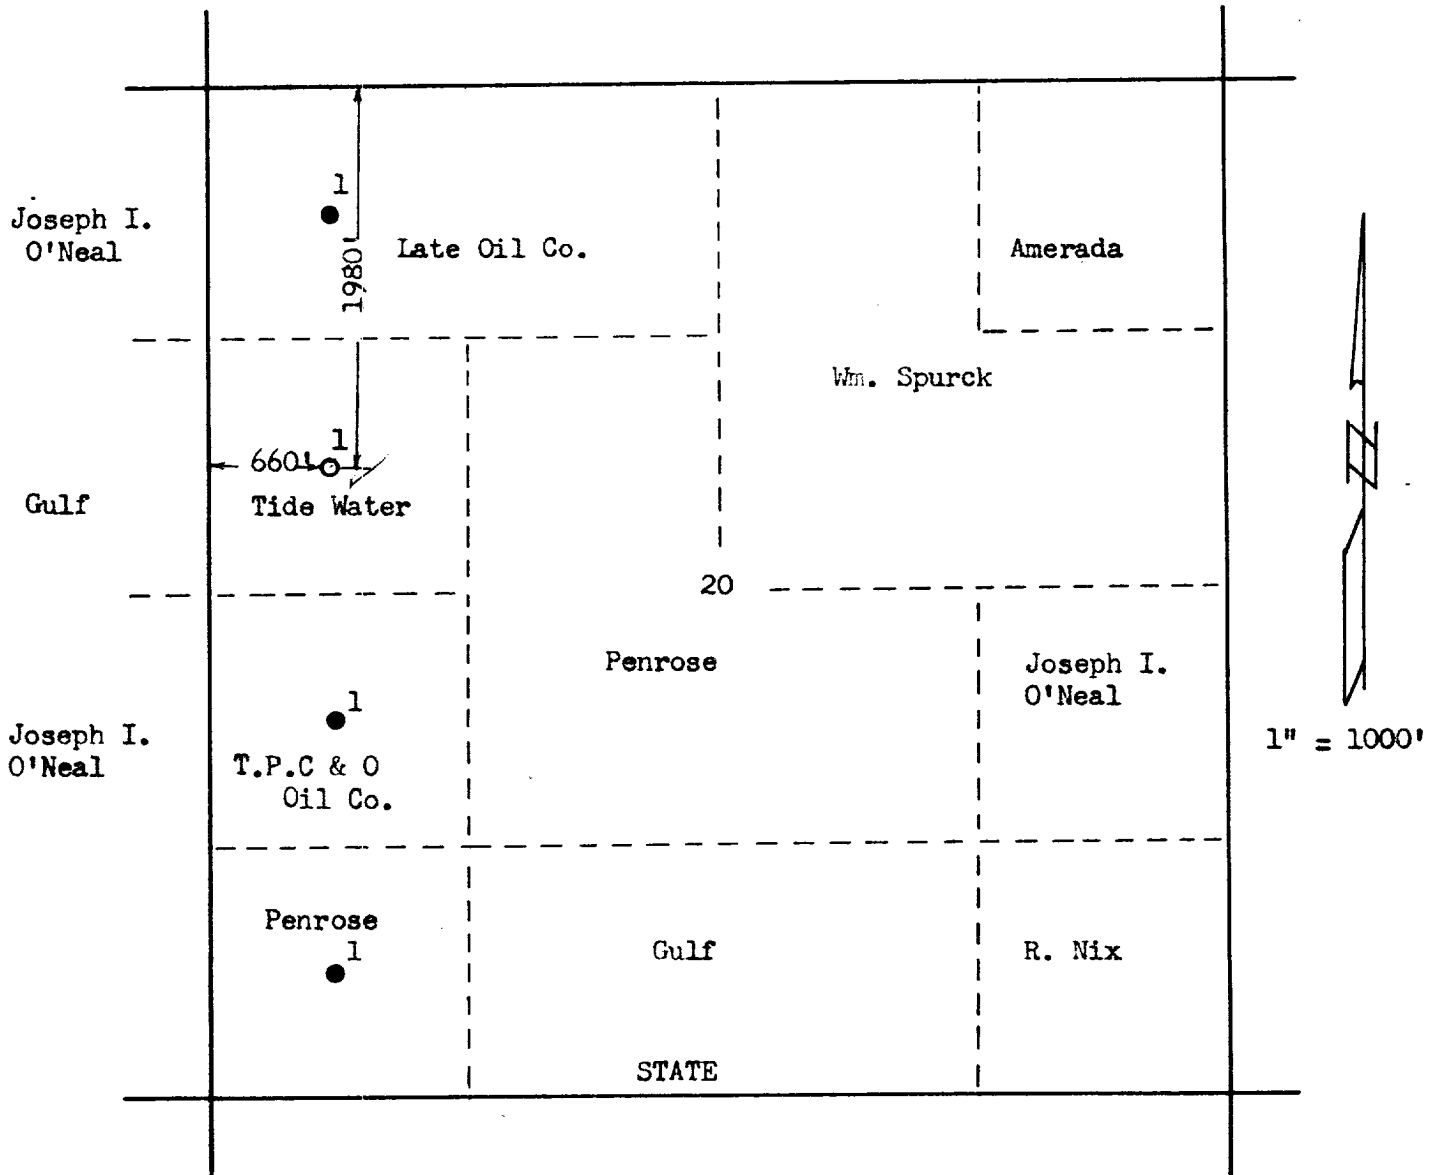 1
Joseph I.
O'Neal
Late Oil Co.
Amerada
1980'
Wm. Spurck
1
660'
Gulf
Tide Water
N
20
Penrose
Joseph I.
O'Neal
1
Joseph I.
O'Neal
T.P.C & O
Oil Co.
1" = 1000'
Penrose
1
Gulf
R. Nix
STATE